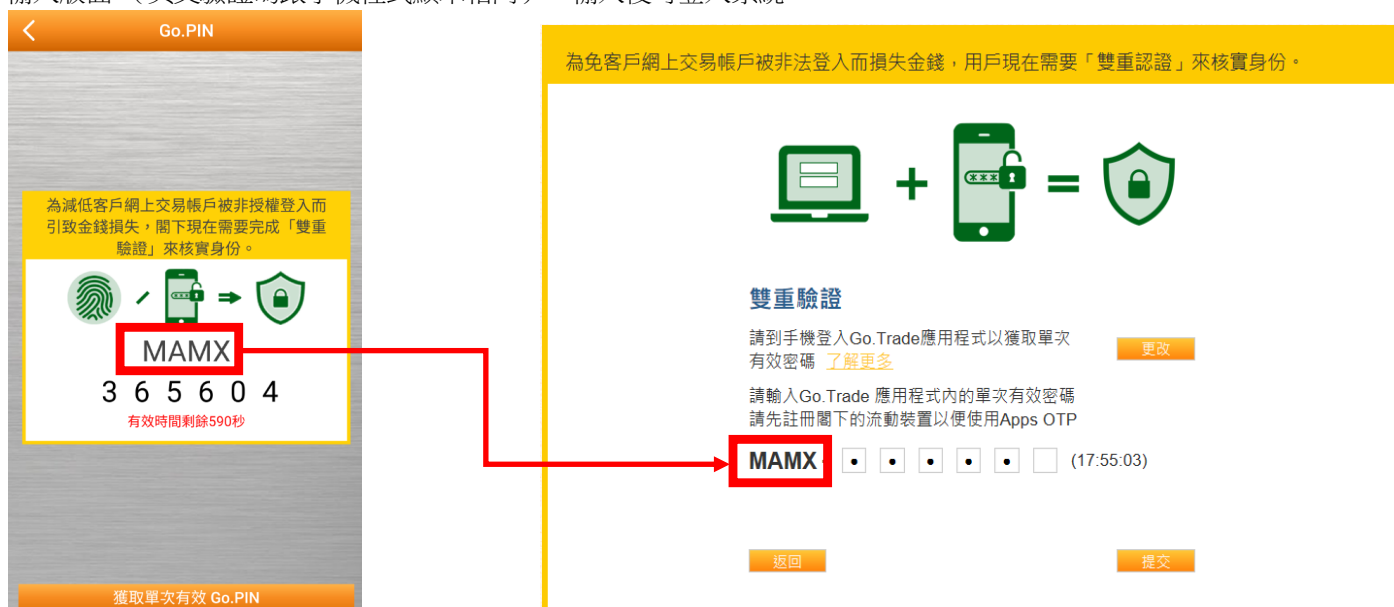 Go.PIN
為減低客戶網上交易帳戶被非授權登入而
引致金錢損失，閣下現在需要完成「雙重
驗證」來核實身份。
MAMX
3 6 5 6 0 4
有效時間剩餘590秒
獲取單次有效 Go.PIN
為免客戶網上交易帳戶被非法登入而損失金錢，用戶現在需要「雙重認證」來核實身份。
***
雙重驗證
請到手機登入Go.Trade應用程式以獲取單次
有效密碼 了解更多
更改
請輸入Go.Trade 應用程式內的單次有效密碼
請先註冊閣下的流動裝置以便使用Apps OTP
MAMX - • • • • • (17:55:03)
返回
提交